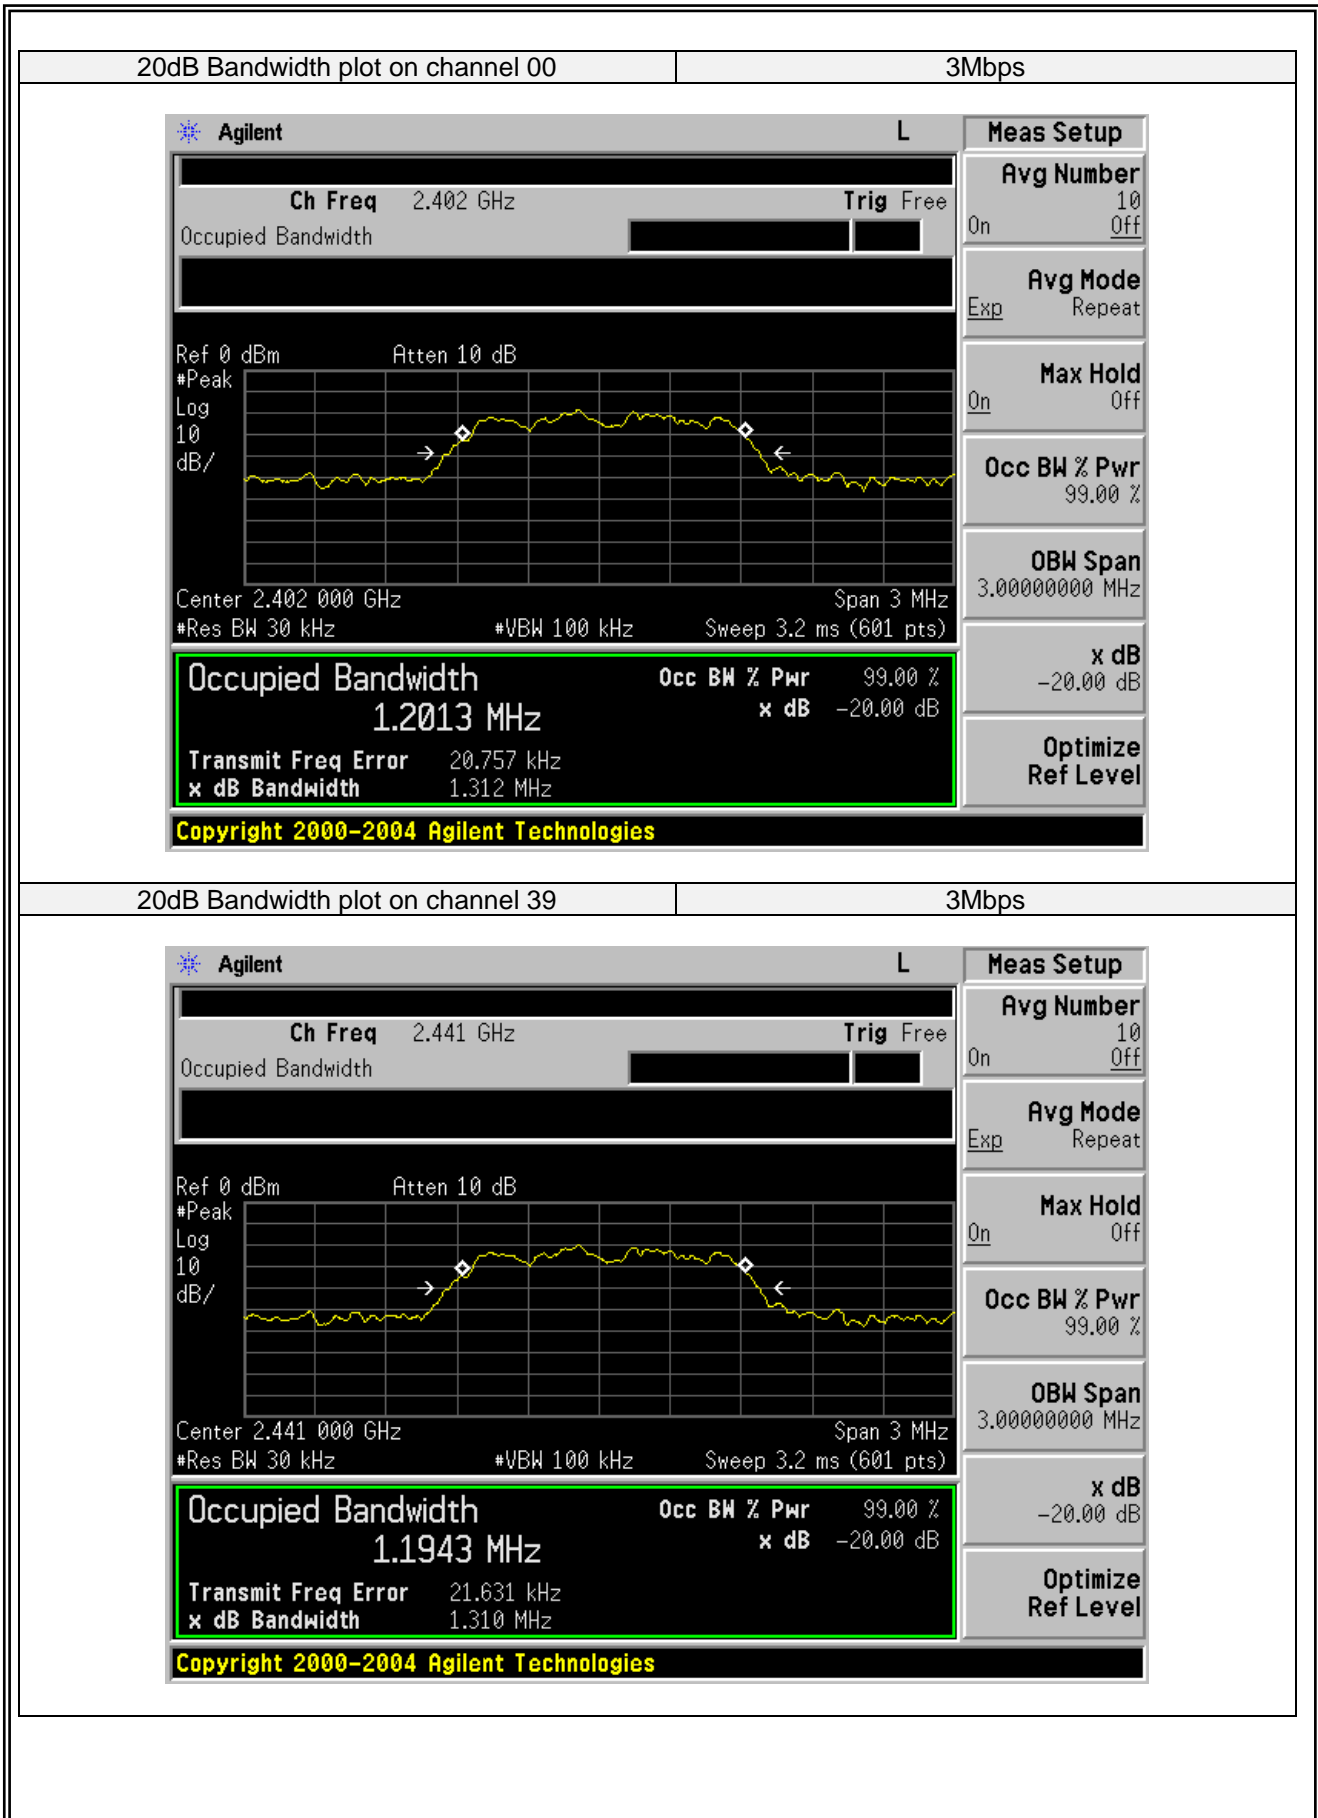 20dB Bandwidth plot on channel 00 3Mbps
Agilent L Meas Setup
Ch Freq 2.402 GHz Trig Free
Occupied Bandwidth
Avg Number
10
On Off
Avg Mode
Exp Repeat
Max Hold
On Off
Occ BW % Pwr
99.00 %
OBW Span
3.00000000 MHz
x dB
-20.00 dB
Optimize
Ref Level
Ref 0 dBm Atten 10 dB
#Peak
Log
10
dB/
Center 2.402 000 GHz Span 3 MHz
#Res BW 30 kHz #VBW 100 kHz Sweep 3.2 ms (601 pts)
Occupied Bandwidth Occ BW % Pwr 99.00 %
1.2013 MHz x dB -20.00 dB
Transmit Freq Error 20.757 kHz
x dB Bandwidth 1.312 MHz
Copyright 2000-2004 Agilent Technologies
20dB Bandwidth plot on channel 39 3Mbps
Agilent L Meas Setup
Ch Freq 2.441 GHz Trig Free
Occupied Bandwidth
Avg Number
10
On Off
Avg Mode
Exp Repeat
Max Hold
On Off
Occ BW % Pwr
99.00 %
OBW Span
3.00000000 MHz
x dB
-20.00 dB
Optimize
Ref Level
Ref 0 dBm Atten 10 dB
#Peak
Log
10
dB/
Center 2.441 000 GHz Span 3 MHz
#Res BW 30 kHz #VBW 100 kHz Sweep 3.2 ms (601 pts)
Occupied Bandwidth Occ BW % Pwr 99.00 %
1.1943 MHz x dB -20.00 dB
Transmit Freq Error 21.631 kHz
x dB Bandwidth 1.310 MHz
Copyright 2000-2004 Agilent Technologies